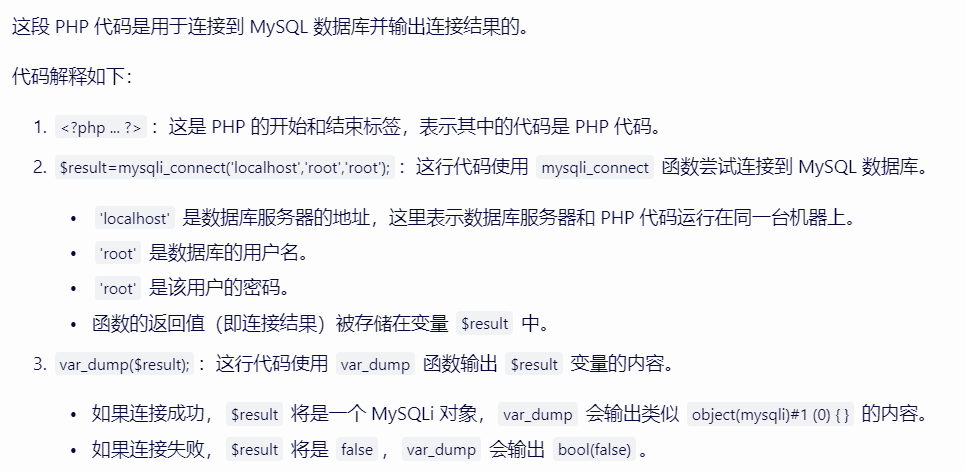 这段 PHP 代码是用于连接到 MySQL 数据库并输出连接结果的。
代码解释如下：
1. <?php ... ?> ：这是 PHP 的开始和结束标签，表示其中的代码是 PHP 代码。
2. $result=mysqli_connect('localhost','root','root'); ：这行代码使用 mysqli_connect 函数尝试连接到 MySQL 数据库。
• 'localhost' 是数据库服务器的地址，这里表示数据库服务器和 PHP 代码运行在同一台机器上。
• 'root' 是数据库的用户名。
• 'root' 是该用户的密码。
• 函数的返回值（即连接结果）被存储在变量 $result 中。
3. var_dump($result); ：这行代码使用 var_dump 函数输出 $result 变量的内容。
• 如果连接成功， $result 将是一个 MySQLi 对象， var_dump 会输出类似 object(mysqli)#1 (0) { } 的内容。
• 如果连接失败， $result 将是 false ， var_dump 会输出 bool(false) 。